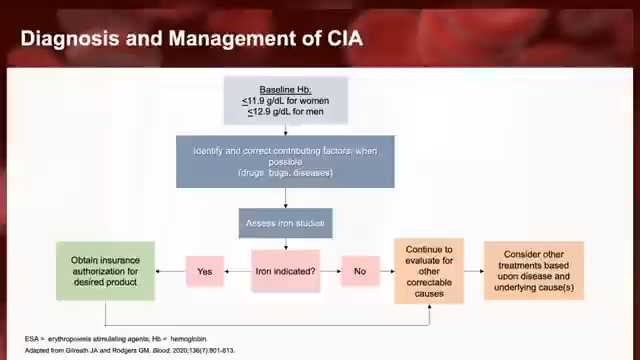 Diagnosis and Management of CIA
Baseline Hb:
≤11.9 g/dL for women
≤12.9 g/dL for men
Identify and correct contributing factors, when
possible
(drugs, bugs, diseases)
Assess iron studies
Obtain insurance
authorization for
desired product
Yes
Iron indicated?
No
Continue to
evaluate for
other
correctable
causes
Consider other
treatments based
upon disease and
underlying cause(s)
ESA = erythropoiesis stimulating agents; Hb = hemoglobin.
Adapted from Gilreath JA and Rodgers GM. Blood. 2020;136(7):801-813.